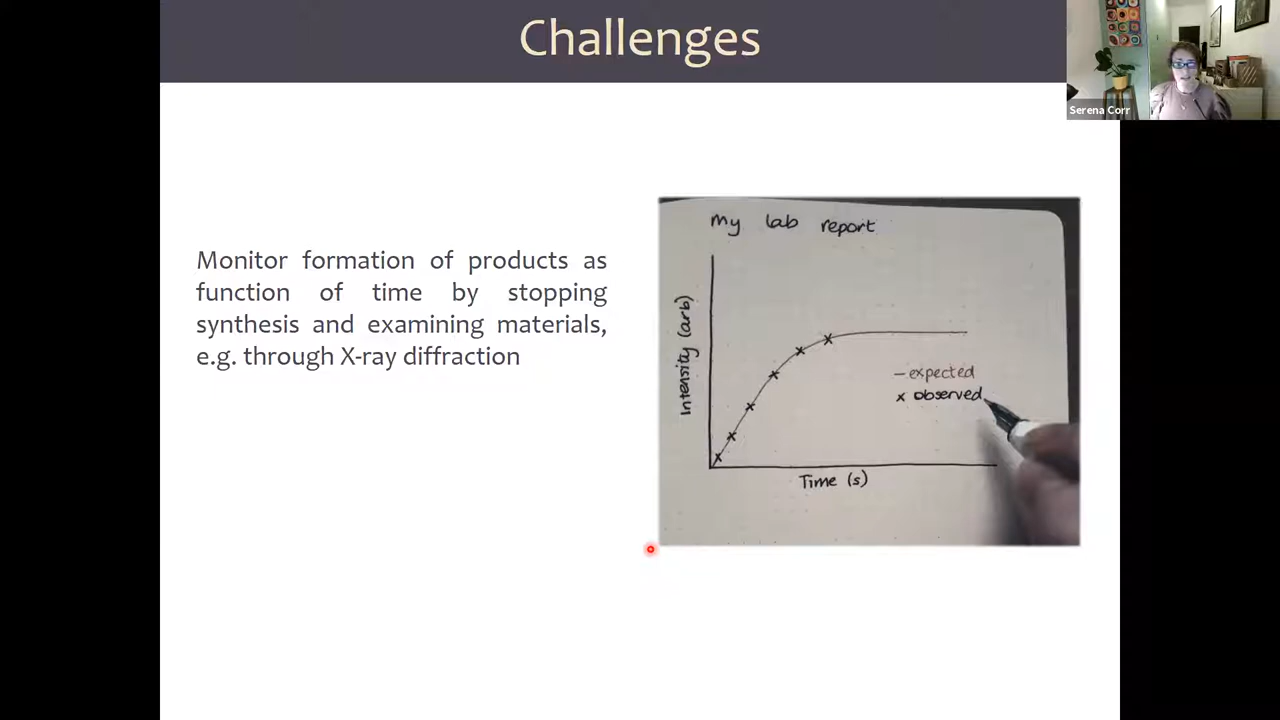 Challenges
Serena Corr
Monitor formation of products as
function of time by stopping
synthesis and examining materials,
e.g. through X-ray diffraction
my lab report
Intensity (arb)
– expected
x observed
Time (s)